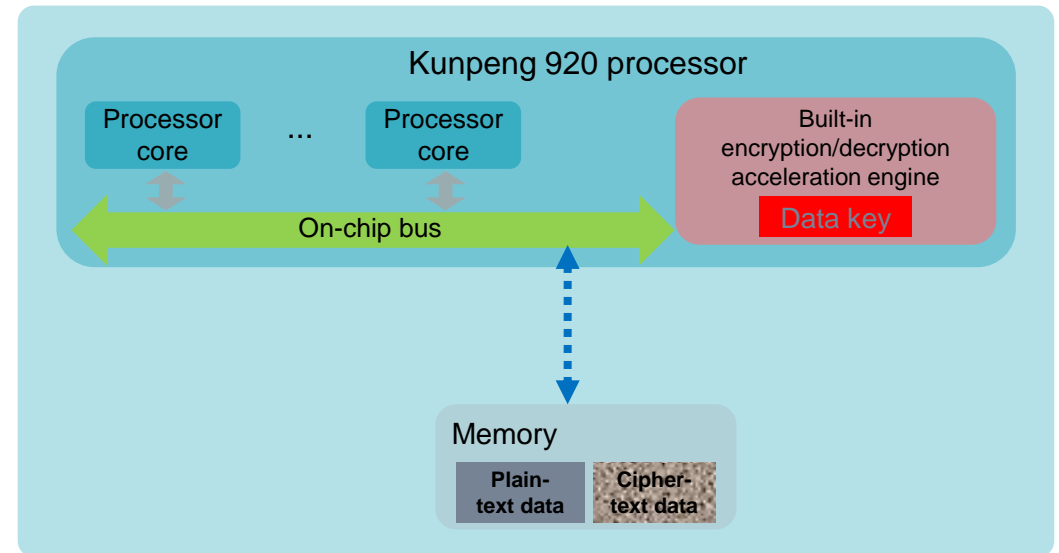 Kunpeng 920 processor
Processor
core
...
Processor
core
Built-in
encryption/decryption
acceleration engine
Data key
On-chip bus
Memory
Plain-
text data
Cipher-
text data